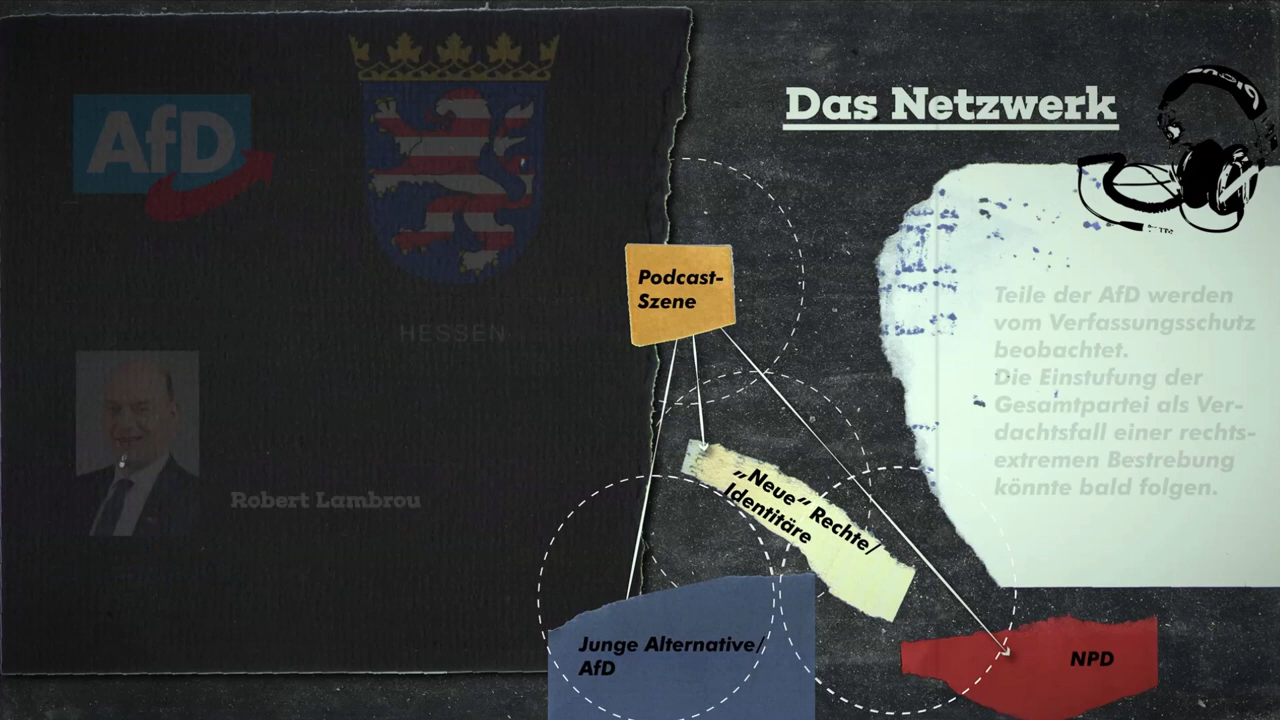 AfD
HESSEN
Robert Lambrou
Das Netzwerk
Podcast-
Szene
„Neue“ Rechte/
Identitäre
Junge Alternative/
AfD
NPD
Teile der AfD werden
vom Verfassungsschutz
beobachtet.
Die Einstufung der
Gesamtpartei als Ver-
dachtsfall einer rechts-
extremen Bestrebung
könnte bald folgen.